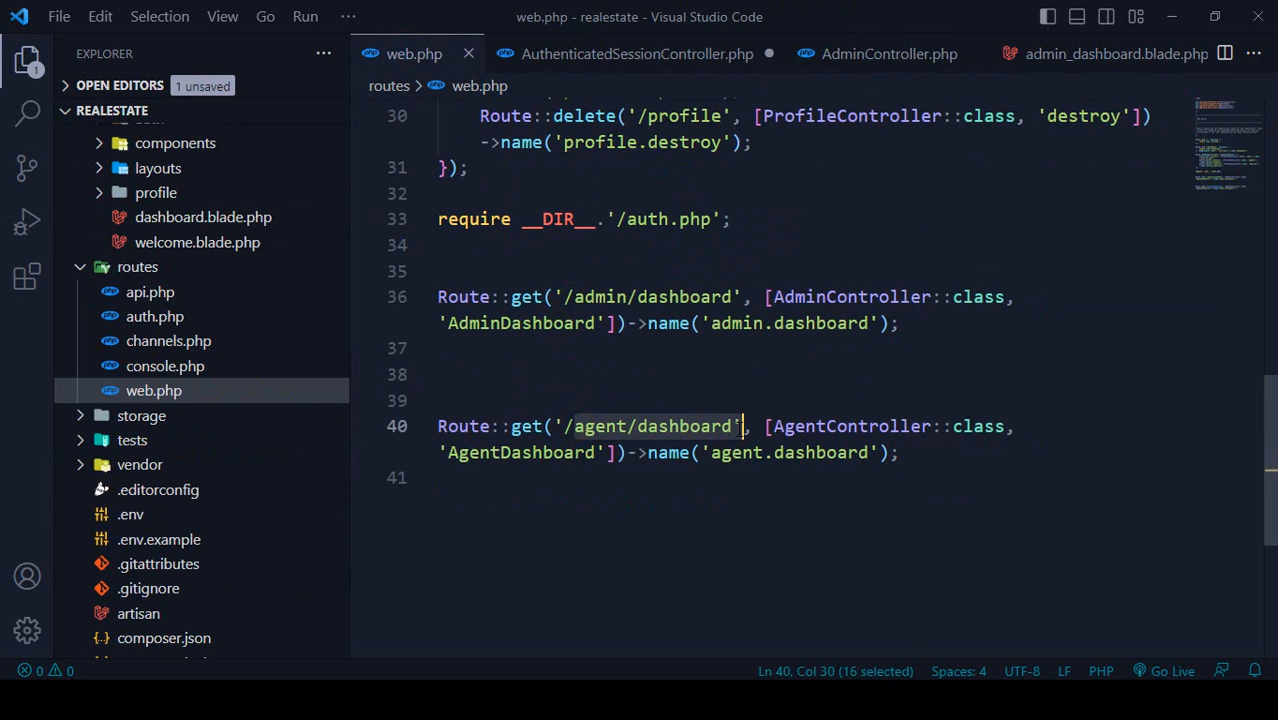 File Edit Selection View Go Run ··· web.php - realestate - Visual Studio Code
EXPLORER ···
OPEN EDITORS 1 unsaved
REALSTATE
components
layouts
profile
dashboard.blade.php
welcome.blade.php
routes
api.php
auth.php
channels.php
console.php
web.php
storage
tests
vendor
.editorconfig
.env
.env.example
.gitattributes
.gitignore
artisan
composer.json
1
web.php AuthenticatedSessionController.php AdminController.php admin_dashboard.blade.php ···
routes > web.php
30 Route::delete('/profile', [ProfileController::class, 'destroy'])
->name('profile.destroy');
31 });
32
33 require __DIR__.'/auth.php';
34
35
36 Route::get('/admin/dashboard', [AdminController::class,
'AdminDashboard'])->name('admin.dashboard');
37
38
39
40 Route::get('/agent/dashboard', [AgentController::class,
'AgentDashboard'])->name('agent.dashboard');
41
0 0 Ln 40, Col 30 (16 selected) Spaces: 4 UTF-8 LF PHP Go Live